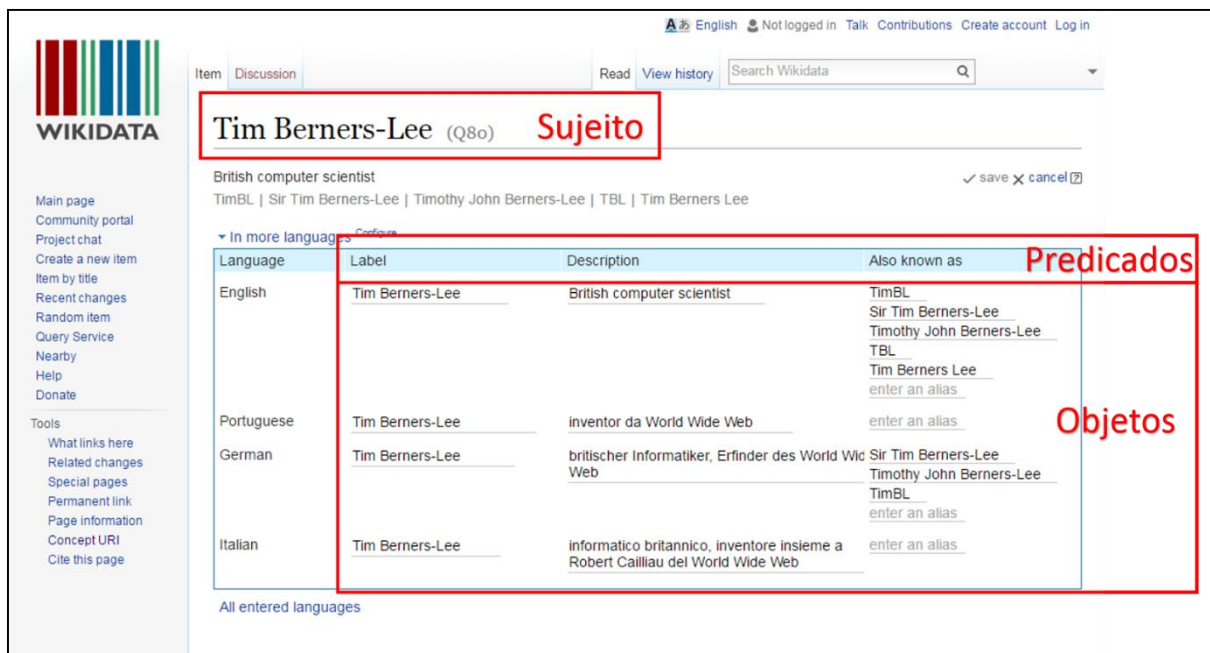 Aあ English Not logged in Talk Contributions Create account Log in
WIKIDATA
Item Discussion Read View history Search Wikidata
Tim Berners-Lee (Q80) Sujeito
British computer scientist save cancel [?]
TimBL | Sir Tim Berners-Lee | Timothy John Berners-Lee | TBL | Tim Berners Lee
In more languages Configure
Predicados
Language Label Description Also known as
English Tim Berners-Lee British computer scientist TimBL
Sir Tim Berners-Lee
Timothy John Berners-Lee
TBL
Tim Berners Lee
enter an alias
Objetos
Portuguese Tim Berners-Lee inventor da World Wide Web enter an alias
German Tim Berners-Lee britischer Informatiker, Erfinder des World Wid Sir Tim Berners-Lee
Web Timothy John Berners-Lee
TimBL
enter an alias
Italian Tim Berners-Lee informatico britannico, inventore insieme a enter an alias
Robert Cailliau del World Wide Web
All entered languages
Main page
Community portal
Project chat
Create a new item
Item by title
Recent changes
Random item
Query Service
Nearby
Help
Donate
Tools
What links here
Related changes
Special pages
Permanent link
Page information
Concept URI
Cite this page